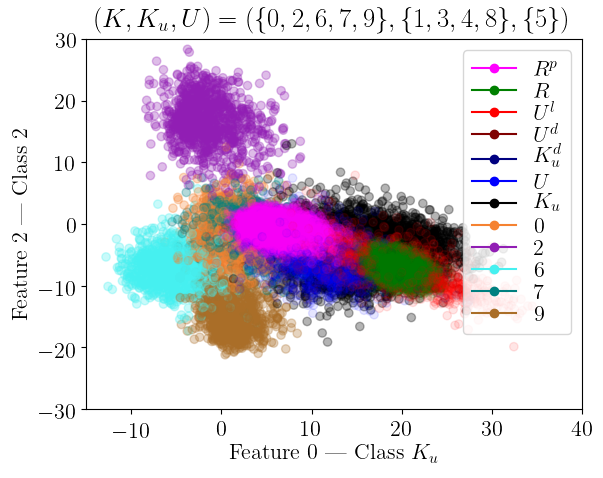 (K, K_u, U) = ({0, 2, 6, 7, 9}, {1, 3, 4, 8}, {5})
30
20
10
0
−10
−20
−30
Feature 2 — Class 2
R^p
R
U^l
U^d
K_u^d
U
K_u
0
2
6
7
9
−10
0
10
20
30
40
Feature 0 — Class K_u